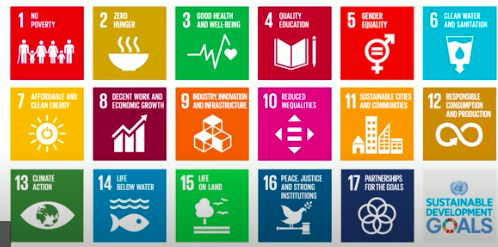 1 NO
POVERTY
2 ZERO
HUNGER
3 GOOD HEALTH
AND WELL-BEING
4 QUALITY
EDUCATION
5 GENDER
EQUALITY
6 CLEAN WATER
AND SANITATION
7 AFFORDABLE AND
CLEAN ENERGY
8 DECENT WORK AND
ECONOMIC GROWTH
9 INDUSTRY, INNOVATION
AND INFRASTRUCTURE
10 REDUCED
INEQUALITIES
11 SUSTAINABLE CITIES
AND COMMUNITIES
12 RESPONSIBLE
CONSUMPTION
AND PRODUCTION
13 CLIMATE
ACTION
14 LIFE
BELOW WATER
15 LIFE
ON LAND
16 PEACE, JUSTICE
AND STRONG
INSTITUTIONS
17 PARTNERSHIPS
FOR THE GOALS
SUSTAINABLE
DEVELOPMENT
GOALS